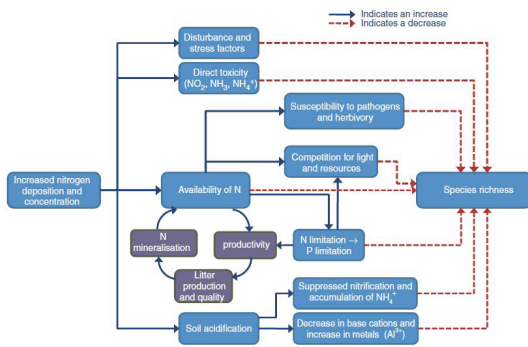 Indicates an increase
Indicates a decrease
Disturbance and
stress factors
Direct toxicity
(NO₂, NH₃, NH₄⁺)
Susceptibility to pathogens
and herbivory
Increased nitrogen
deposition and
concentration
Availability of N
Competition for light
and resources
Species richness
N
mineralisation
productivity
N limitation →
P limitation
Litter
production
and quality
Suppressed nitrification and
accumulation of NH₄⁺
Soil acidification
Decrease in base cations and
increase in metals (Al³⁺)